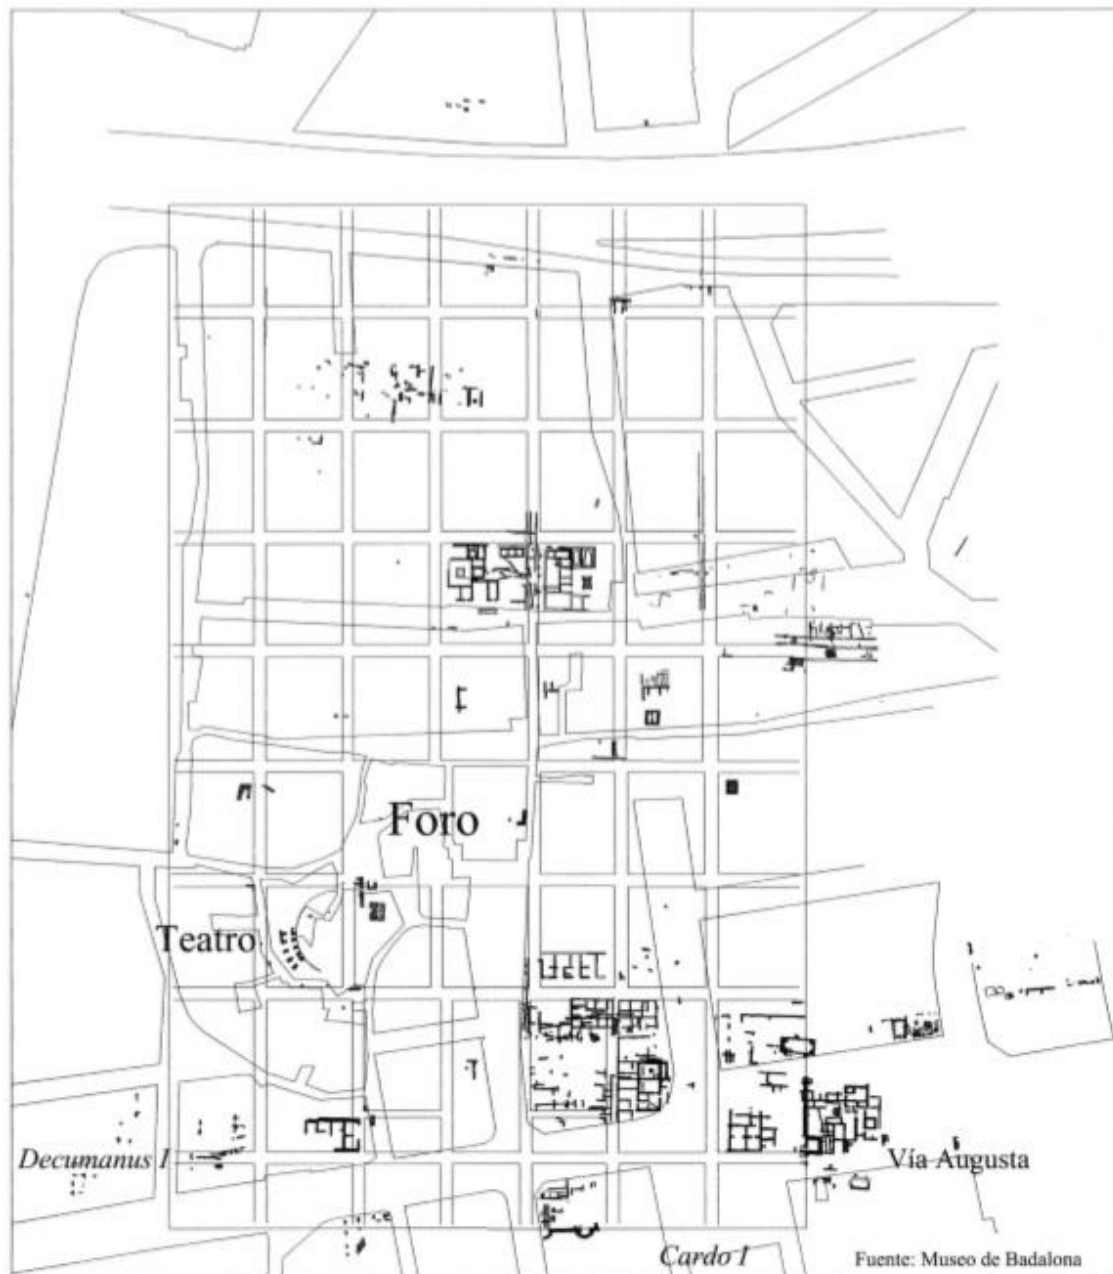 Foro
Teatro
Decumanus I
Vía Augusta
Cardo I
Fuente: Museo de Badalona